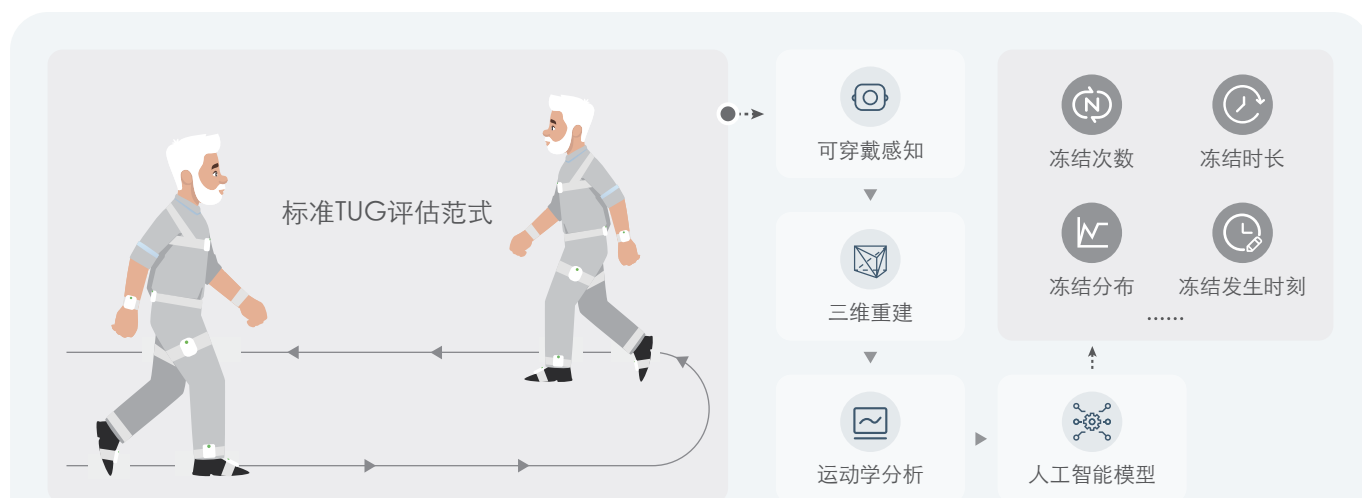 标准TUG评估范式
可穿戴感知
三维重建
运动学分析
人工智能模型
N
冻结次数
冻结时长
冻结分布
冻结发生时刻
......